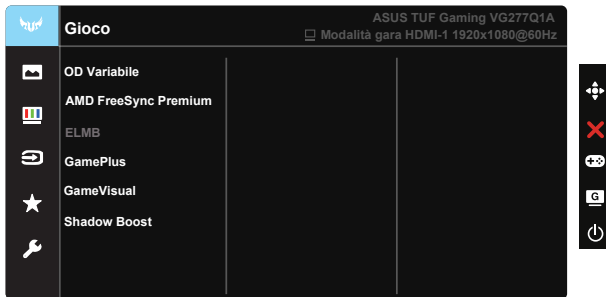 Gioco
ASUS TUF Gaming VG277Q1A
Modalità gara HDMI-1 1920x1080@60Hz
OD Variabile
AMD FreeSync Premium
ELMB
GamePlus
GameVisual
Shadow Boost
G